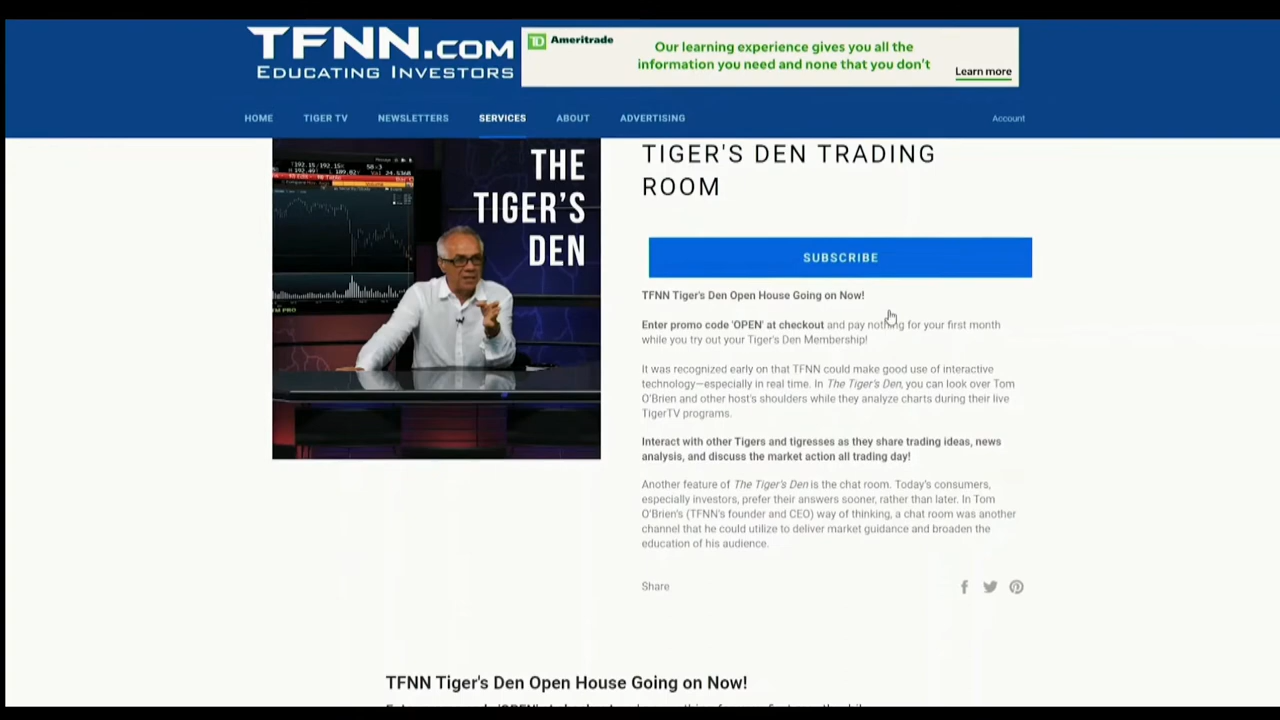 TFNN.COM
EDUCATING INVESTORS
TD Ameritrade
Our learning experience gives you all the
information you need and none that you don't
Learn more
HOME TIGER TV NEWSLETTERS SERVICES ABOUT ADVERTISING Account
THE
TIGER'S
DEN
TIGER'S DEN TRADING
ROOM
SUBSCRIBE
TFNN Tiger's Den Open House Going on Now!
Enter promo code 'OPEN' at checkout and pay nothing for your first month
while you try out your Tiger's Den Membership!
It was recognized early on that TFNN could make good use of interactive
technology—especially in real time. In The Tiger's Den, you can look over Tom
O'Brien and other host's shoulders while they analyze charts during their live
TigerTV programs.
Interact with other Tigers and tigresses as they share trading ideas, news
analysis, and discuss the market action all trading day!
Another feature of The Tiger's Den is the chat room. Today's consumers,
especially investors, prefer their answers sooner, rather than later. In Tom
O'Brien's (TFNN's founder and CEO) way of thinking, a chat room was another
channel that he could utilize to deliver market guidance and broaden the
education of his audience.
Share
TFNN Tiger's Den Open House Going on Now!